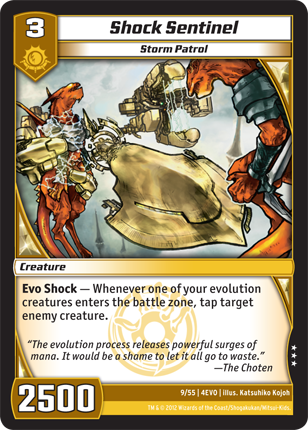 3
Shock Sentinel
Storm Patrol
Creature
Evo Shock — Whenever one of your evolution
creatures enters the battle zone, tap target
enemy creature.
"The evolution process releases powerful surges of
mana. It would be a shame to let it all go to waste."
—The Choten
2500
9/55 | 4EVO | illus. Katsuhiko Kojoh
TM & © 2012 Wizards of the Coast/Shogakukan/Mitsui-Kids